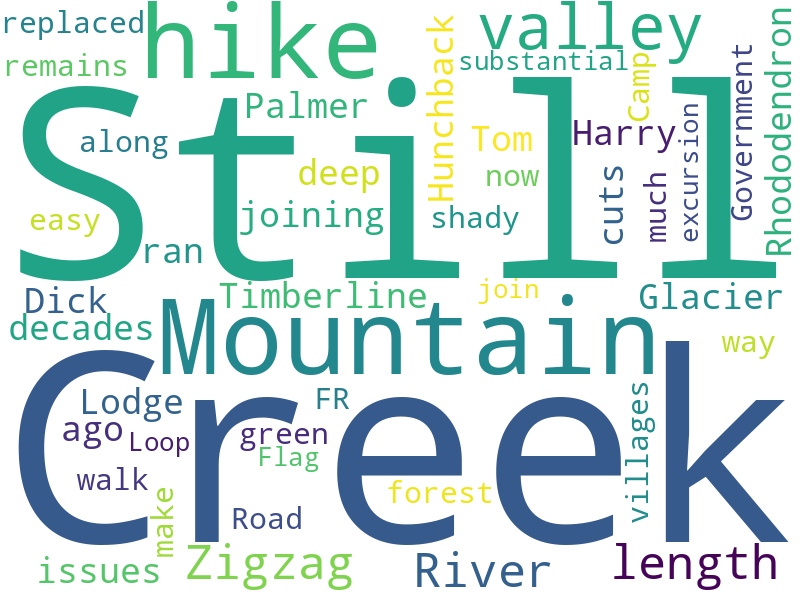 replaced
hike
valley
remains
substantial
Still
Palmer
Hunchback
Camp
Government
Rhododendron
along
Tom
Harry
excursion
deep
now
cuts
much
easy
joining
shady
ran
Dick
Timberline
join
Glacier
decades
Mountain
way
Creek
Lodge
FR
villages
ago
Loop
green
Flag
walk
forest
make
Road
issues
Zigzag
River
length